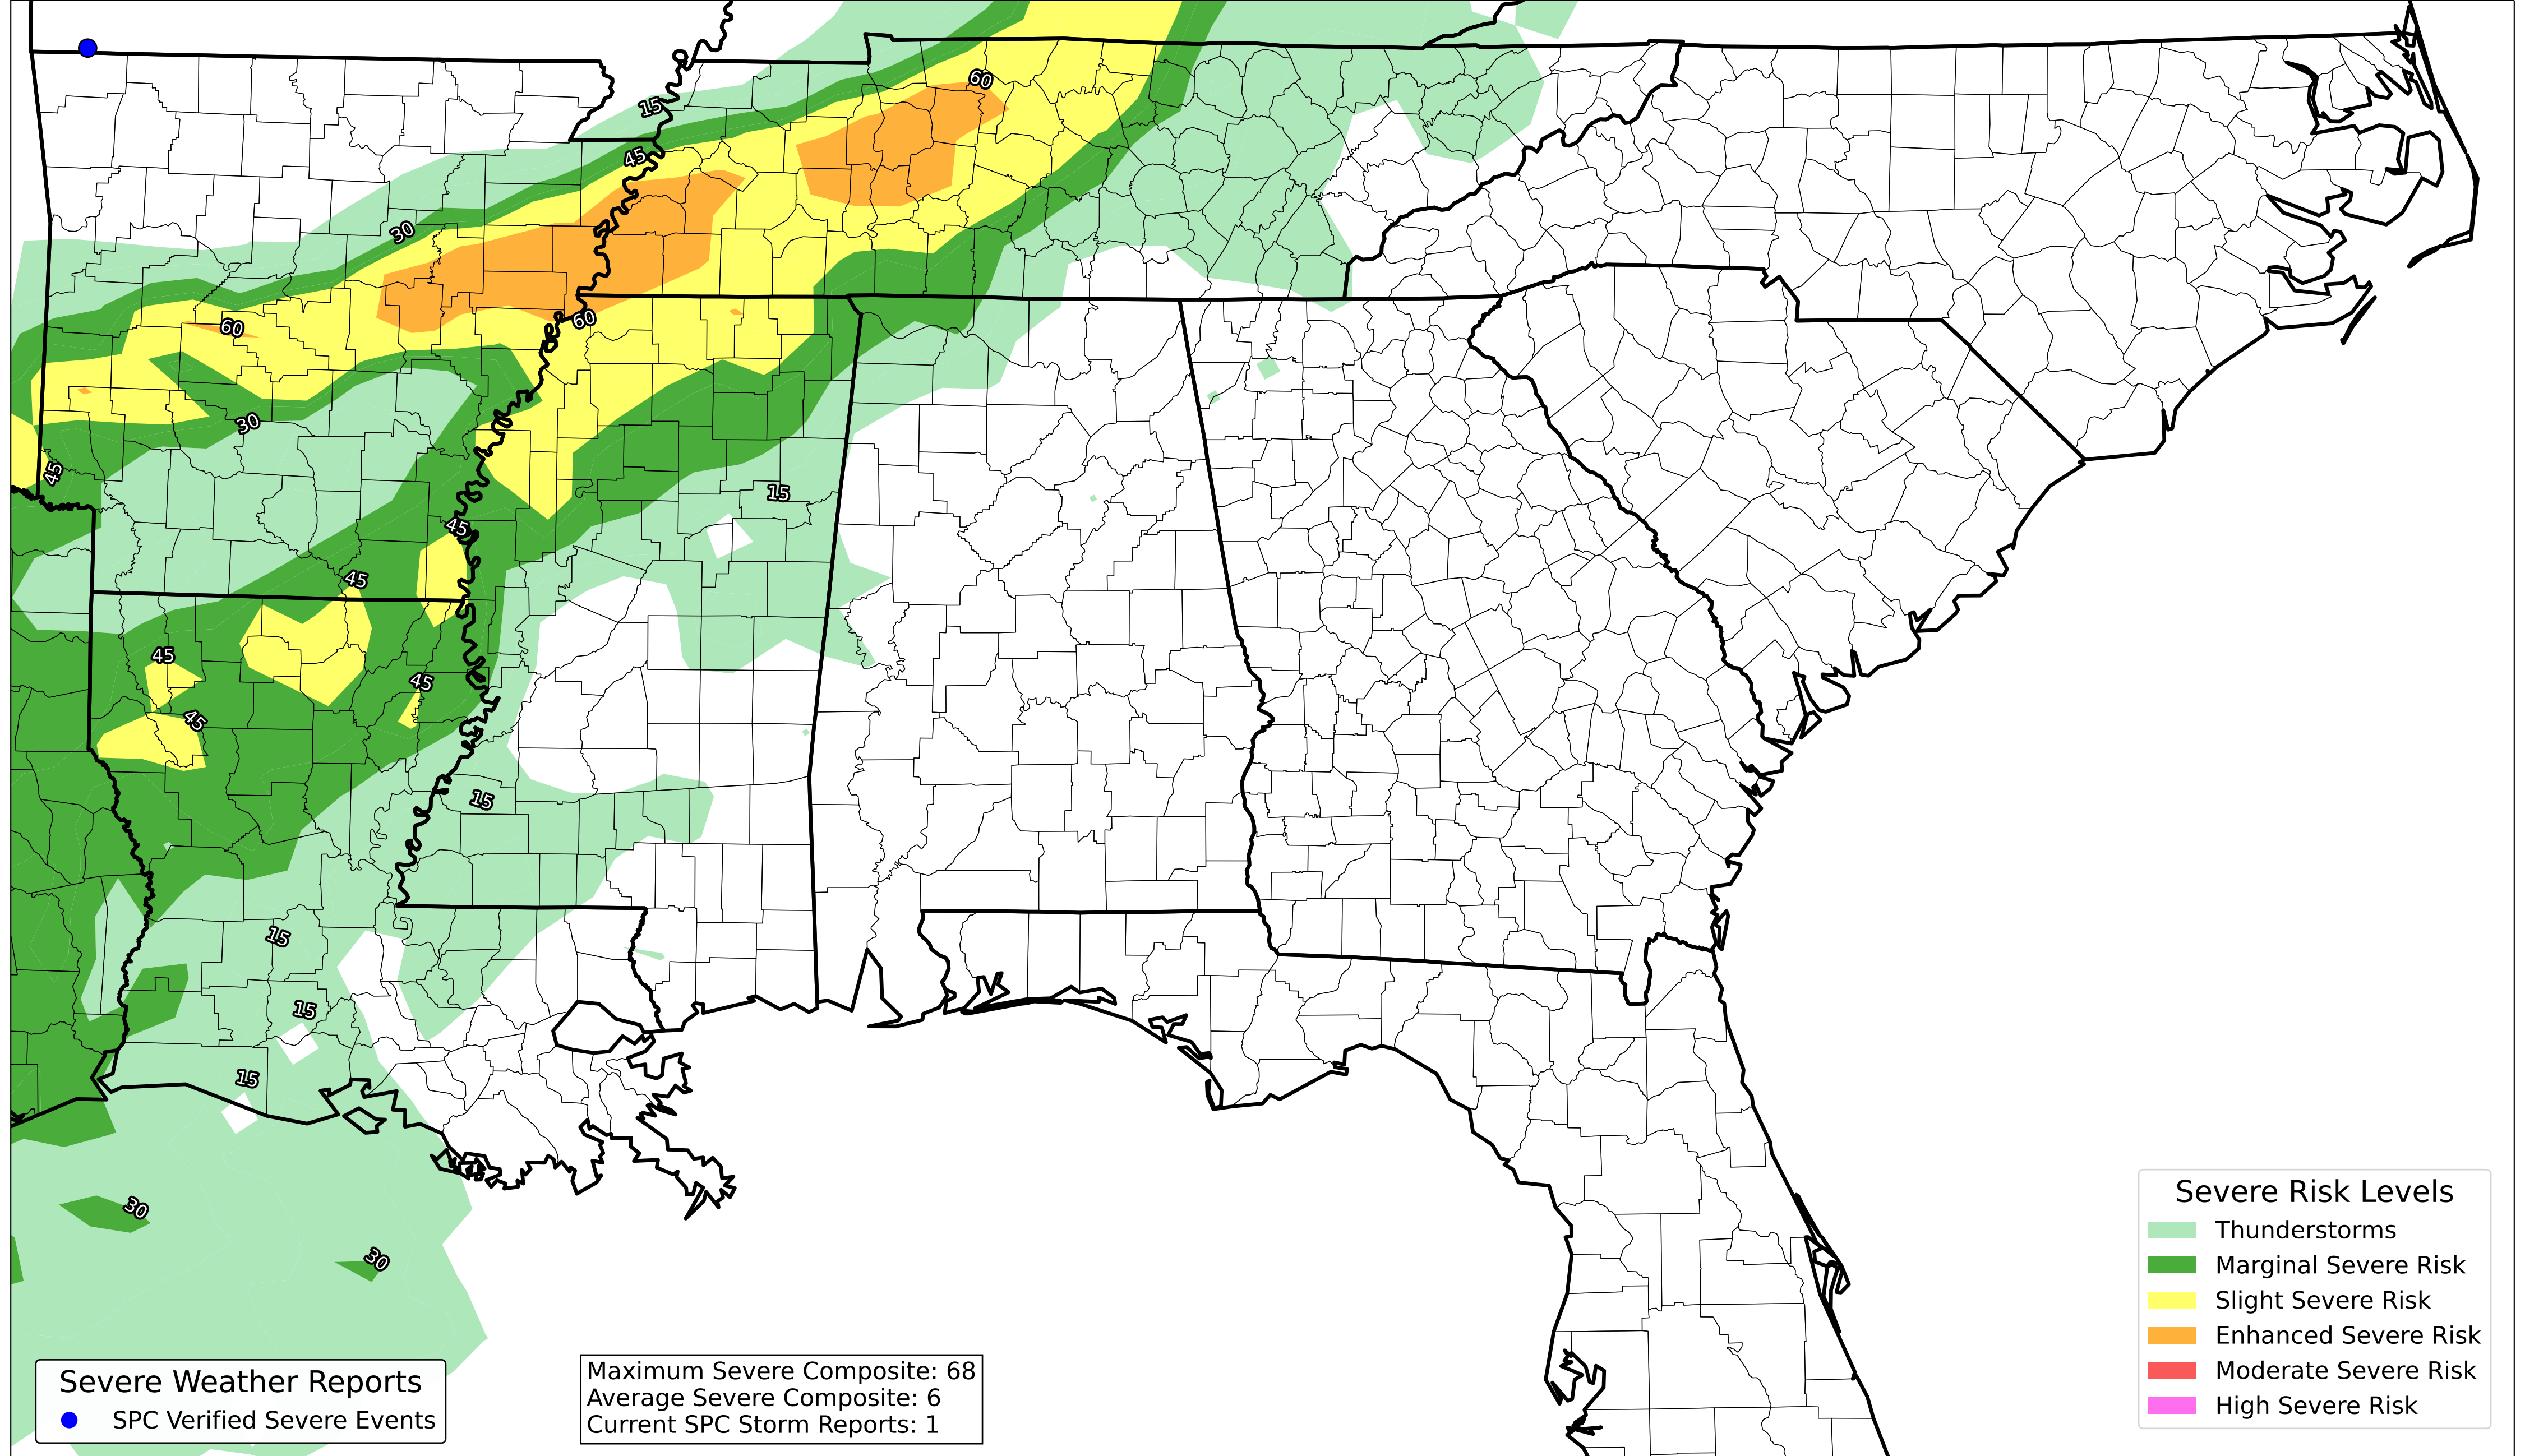 60
15
45
30
60
60
30
45
15
45
45
45
45
45
15
15
15
15
30
30
Severe Risk Levels
Thunderstorms
Marginal Severe Risk
Slight Severe Risk
Enhanced Severe Risk
Moderate Severe Risk
High Severe Risk
Severe Weather Reports
SPC Verified Severe Events
Maximum Severe Composite: 68
Average Severe Composite: 6
Current SPC Storm Reports: 1